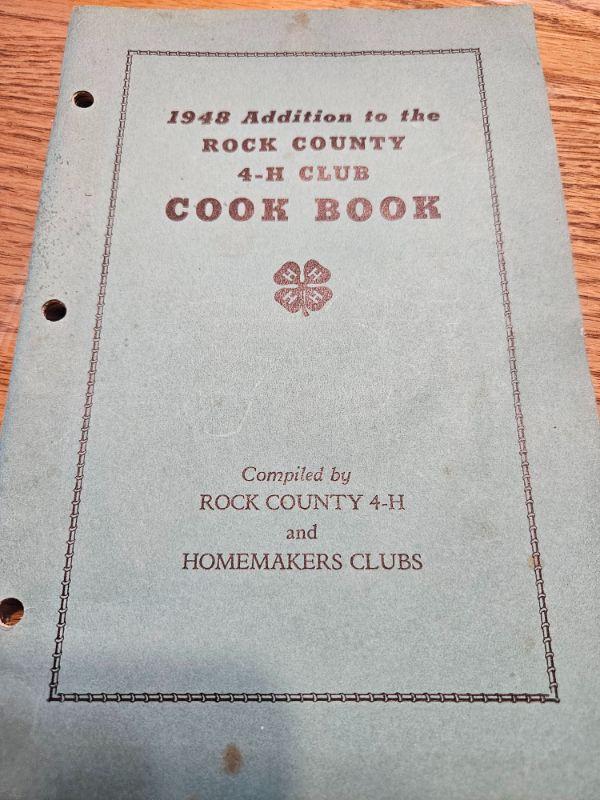 1948 Addition to the
ROCK COUNTY
4-H CLUB
COOK BOOK
H H
H H
Compiled by
ROCK COUNTY 4-H
and
HOMEMAKERS CLUBS